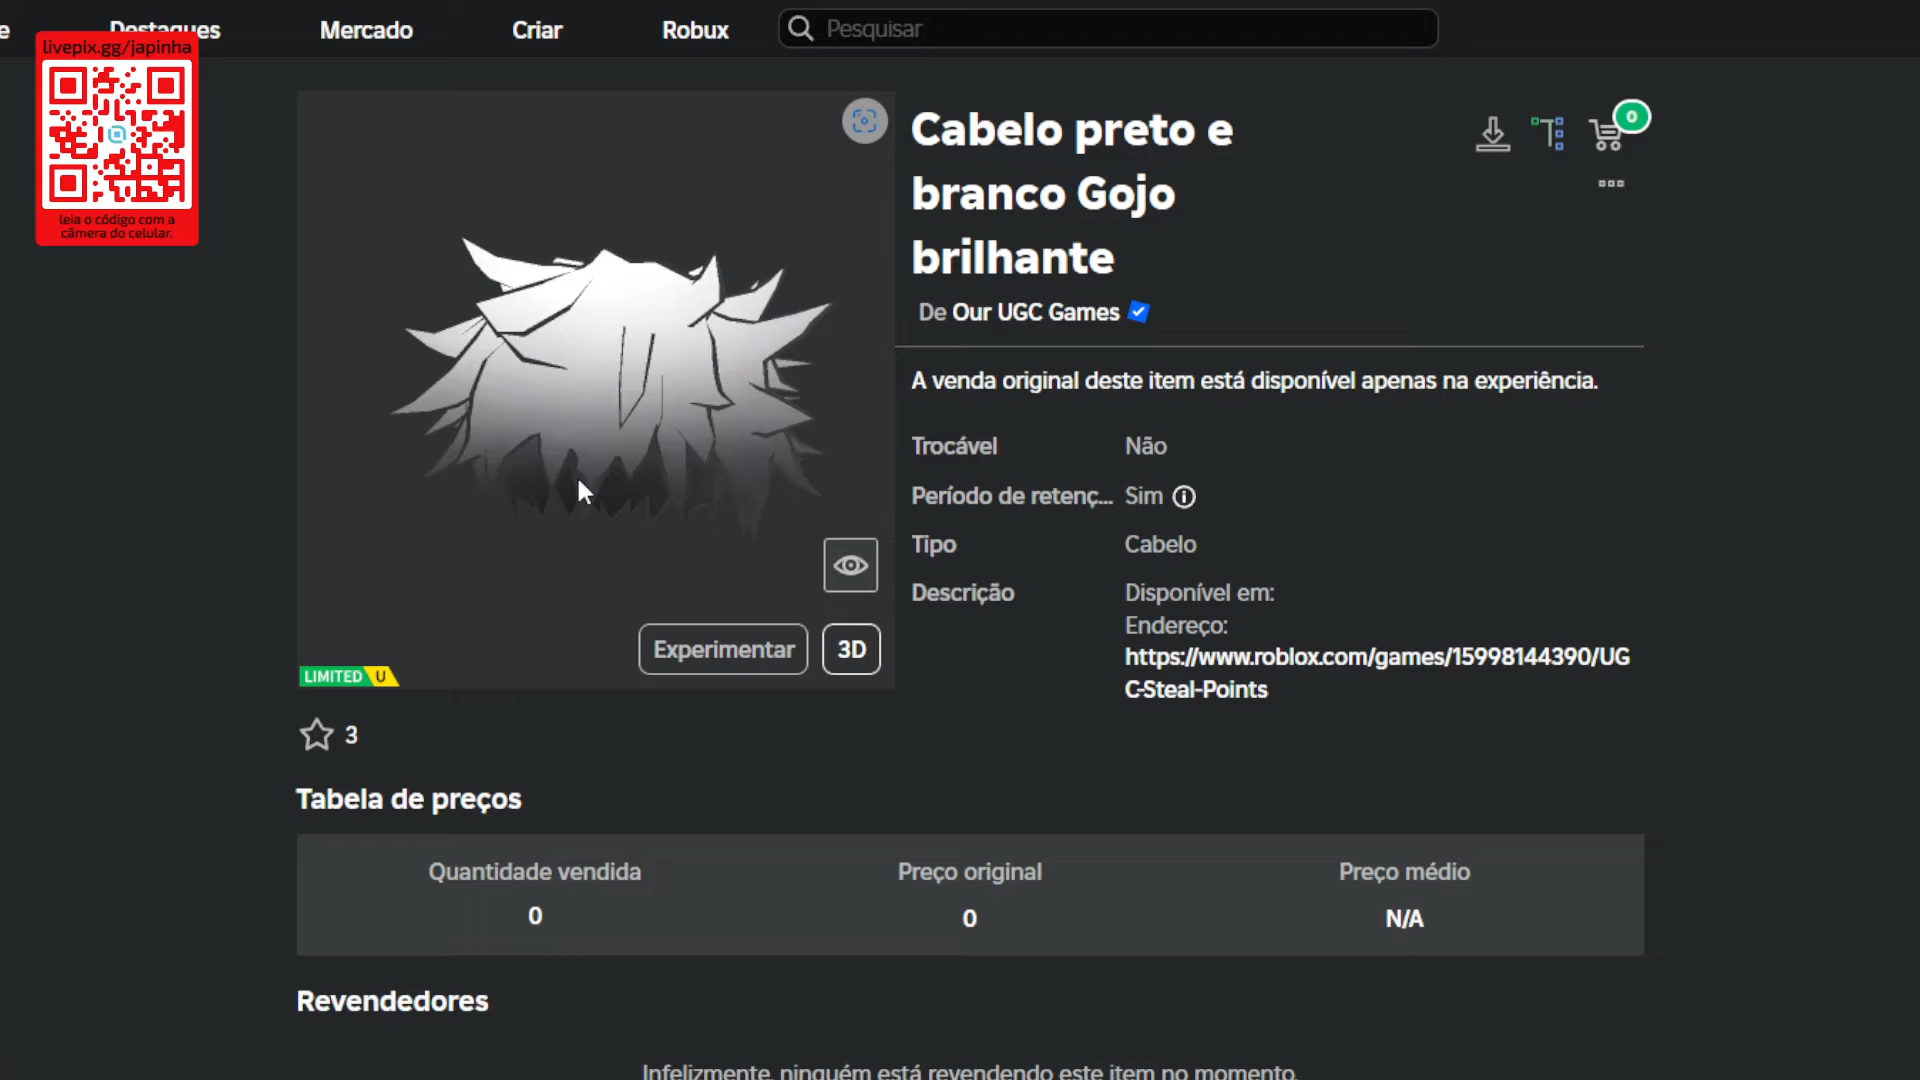 e
Destaques
Mercado
Criar
Robux
Pesquisar
livepix.gg/japinha
leia o código com a
câmera do celular.
Cabelo preto e
branco Gojo
brilhante
0
De Our UGC Games
A venda original deste item está disponível apenas na experiência.
Trocável Não
Período de retenç... Sim
Tipo Cabelo
Descrição Disponível em:
Endereço:
https://www.roblox.com/games/15998144390/UG
C-Steal-Points
Experimentar
3D
LIMITED U
3
Tabela de preços
Quantidade vendida Preço original Preço médio
0 0 N/A
Revendedores
Infelizmente, ninguém está revendendo este item no momento.